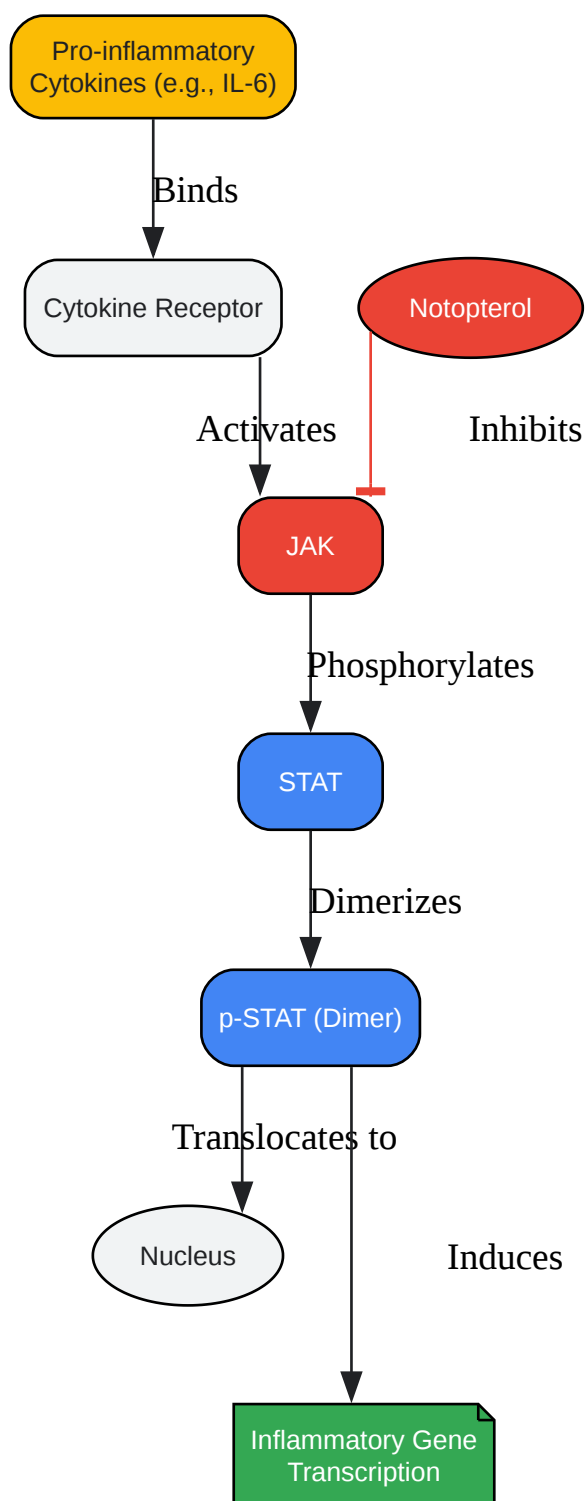 Pro-inflammatory
Cytokines (e.g., IL-6)
Binds
Cytokine Receptor
Notopterol
Activates
Inhibits
JAK
Phosphorylates
STAT
Dimerizes
p-STAT (Dimer)
Translocates to
Nucleus
Induces
Inflammatory Gene
Transcription